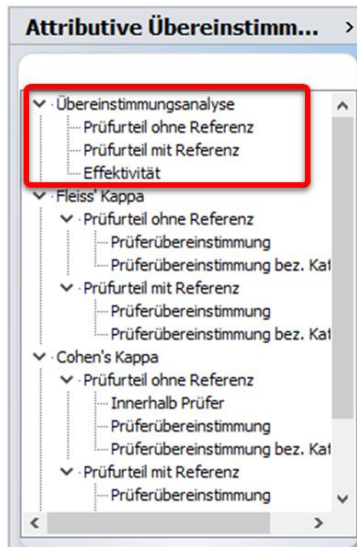 Attributive Übereinstimm... >
Übereinstimmungsanalyse
Prüfurteil ohne Referenz
Prüfurteil mit Referenz
Effektivität
Fleiss' Kappa
Prüfurteil ohne Referenz
Prüferübereinstimmung
Prüferübereinstimmung bez. Kat
Prüfurteil mit Referenz
Prüferübereinstimmung
Prüferübereinstimmung bez. Kat
Cohen's Kappa
Prüfurteil ohne Referenz
Innerhalb Prüfer
Prüferübereinstimmung
Prüferübereinstimmung bez. Kat
Prüfurteil mit Referenz
Prüferübereinstimmung